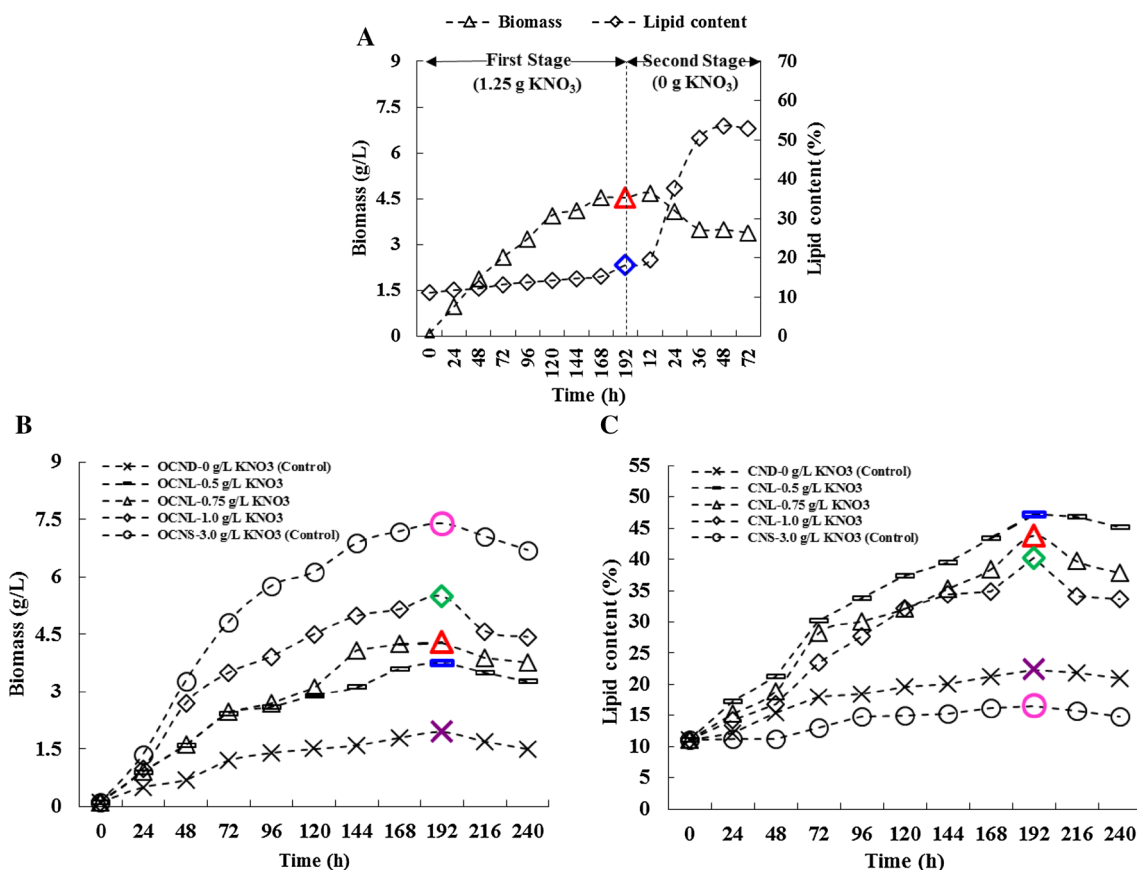 Biomass
Lipid content
A
First Stage
(1.25 g KNO3)
Second Stage
(0 g KNO3)
9
7.5
6
4.5
3
1.5
0
Biomass (g/L)
70
60
50
40
30
20
10
0
Lipid content (%)
0 24 48 72 96 120 144 168 192 12 24 36 48 72
Time (h)
B
OCND-0 g/L KNO3 (Control)
OCNL-0.5 g/L KNO3
OCNL-0.75 g/L KNO3
OCNL-1.0 g/L KNO3
OCNS-3.0 g/L KNO3 (Control)
9
7.5
6
4.5
3
1.5
0
Biomass (g/L)
0 24 48 72 96 120 144 168 192 216 240
Time (h)
C
CND-0 g/L KNO3 (Control)
CNL-0.5 g/L KNO3
CNL-0.75 g/L KNO3
CNL-1.0 g/L KNO3
CNS-3.0 g/L KNO3 (Control)
55
50
45
40
35
30
25
20
15
10
5
0
Lipid content (%)
0 24 48 72 96 120 144 168 192 216 240
Time (h)